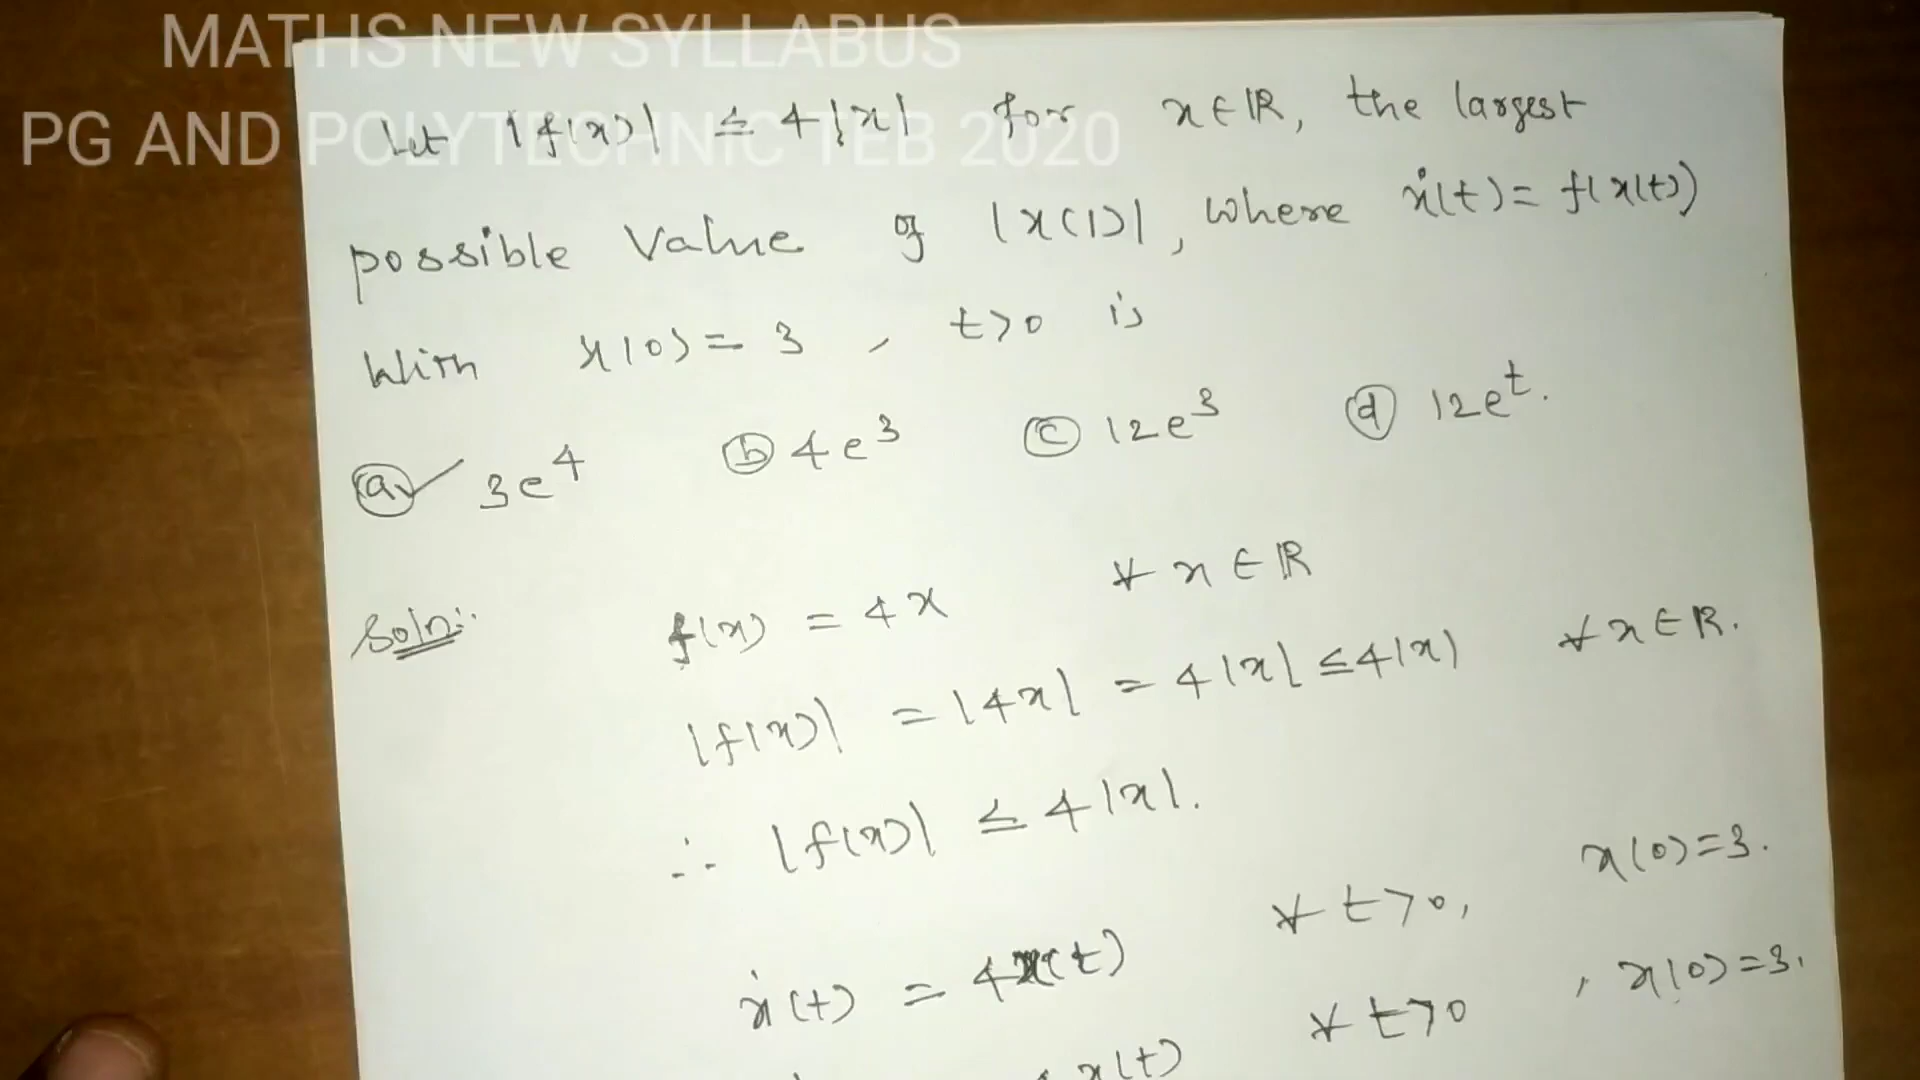 MATHS NEW SYLLABUS
PG AND POLYTECHNIC TEB 2020
Let |f(x)| ≤ 4|x| for x∈ℝ, the largest
possible value of |x(1)|, where ẋ(t) = f(x(t))
with x(0) = 3, t>0 is
ⓐ✓ 3e⁴ ⓑ 4e³ ⓒ 12e³ ⓓ 12eᵗ.
Soln:
f(x) = 4x ∀ x∈ℝ
|f(x)| = |4x| = 4|x| ≤ 4|x| ∀ x∈ℝ.
∴ |f(x)| ≤ 4|x|.
ẋ(t) = 4x(t) ∀ t>0, x(0)=3.
x(t) ∀ t>0, x(0)=3.